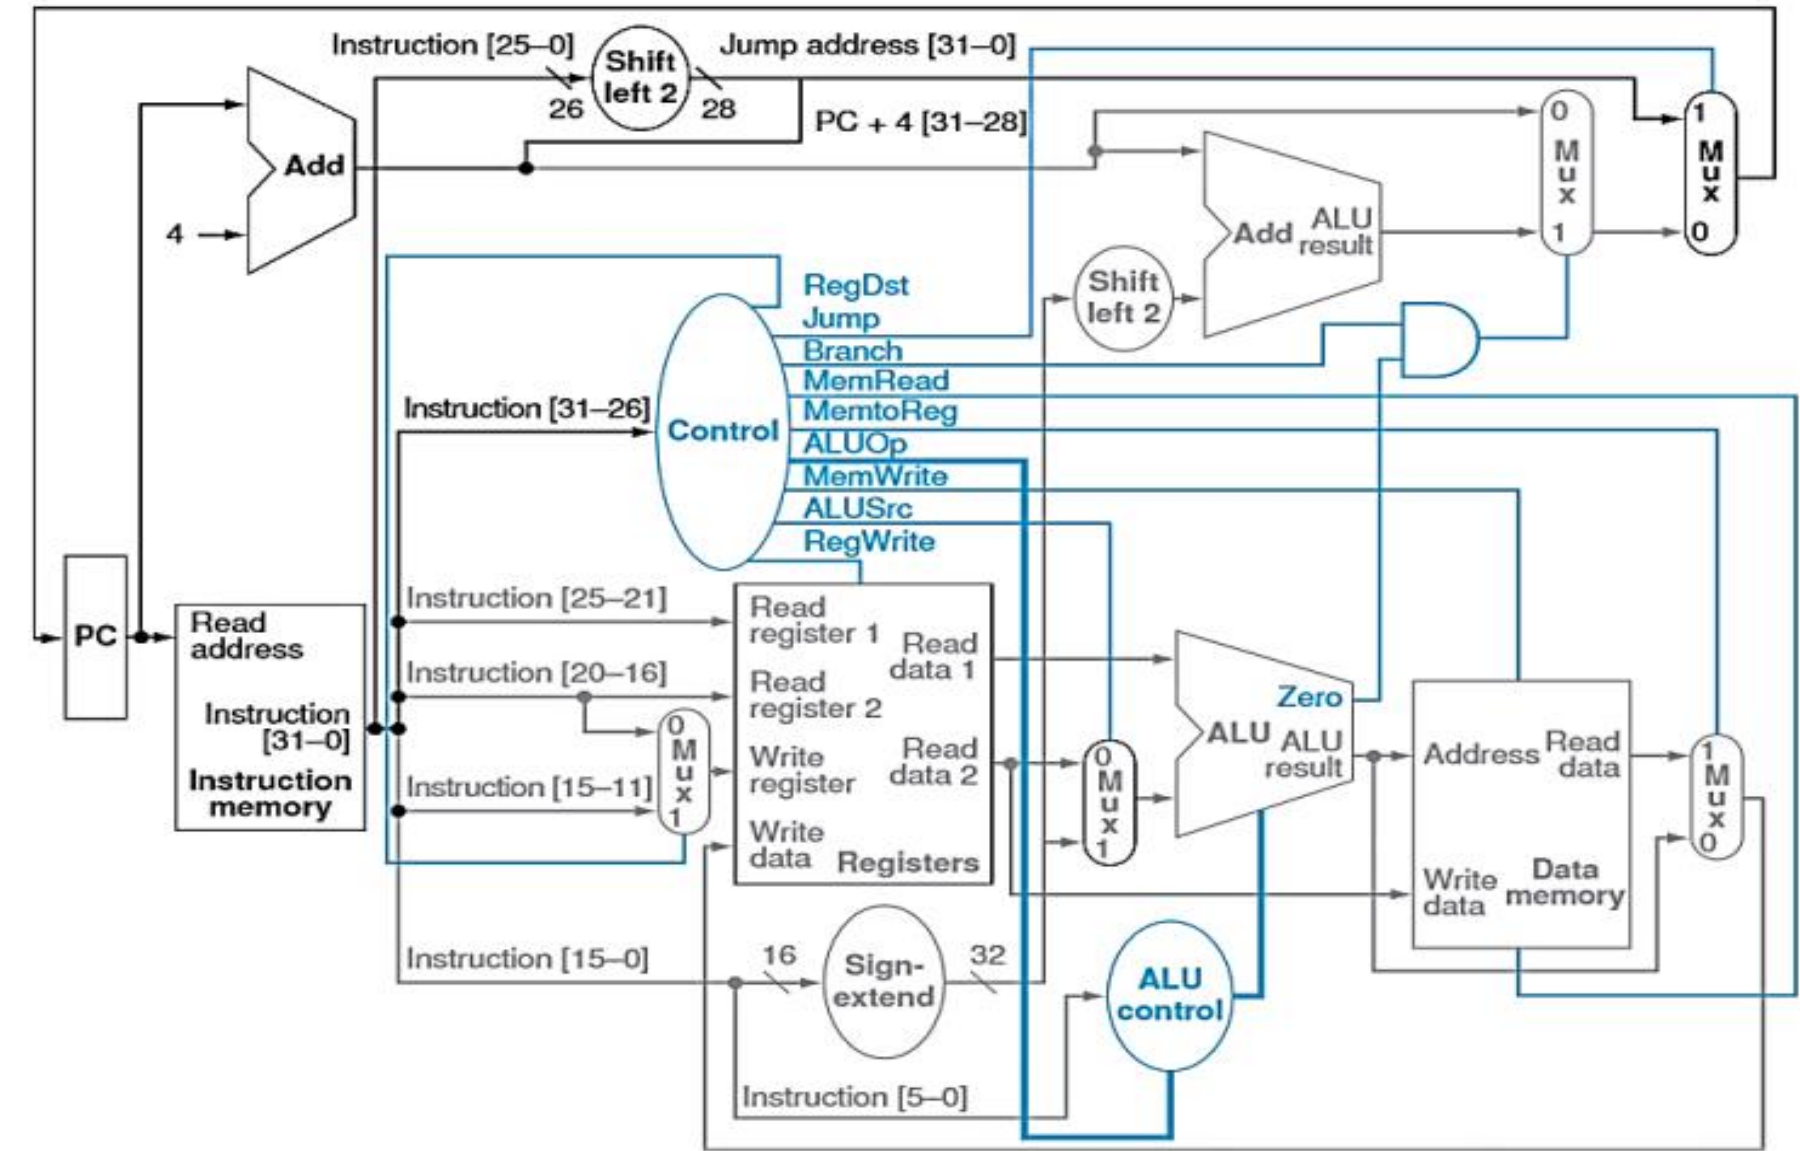 Instruction [25–0]
Shift
left 2
Jump address [31–0]
26
28
PC + 4 [31–28]
Add
4
0
M
u
x
1
1
M
u
x
0
Add
ALU
result
Shift
left 2
RegDst
Jump
Branch
MemRead
MemtoReg
ALUOp
MemWrite
ALUSrc
RegWrite
Instruction [31–26]
Control
PC
Read
address
Instruction
[31–0]
Instruction
memory
Instruction [25–21]
Instruction [20–16]
Instruction [15–11]
0
M
u
x
1
Read
register 1
Read
register 2
Write
register
Write
data
Read
data 1
Read
data 2
Registers
0
M
u
x
1
Zero
ALU
ALU
result
Address
Read
data
Write
data
Data
memory
1
M
u
x
0
Instruction [15–0]
16
Sign-
extend
32
ALU
control
Instruction [5–0]